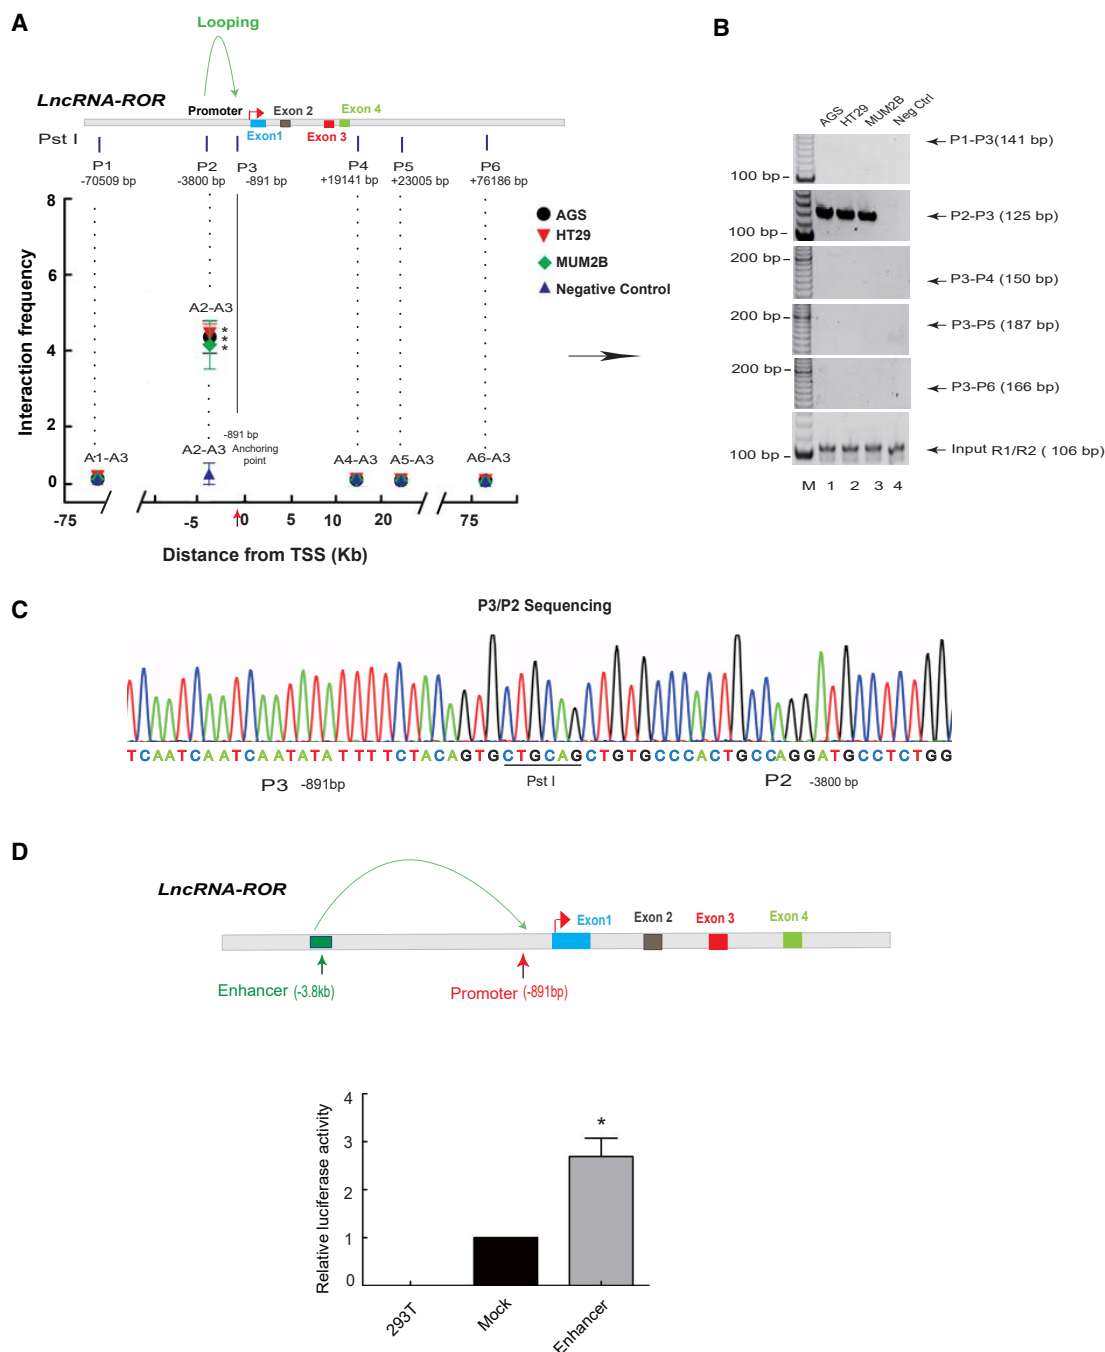 A
Looping
LncRNA-ROR
Promoter
Exon1
Exon 2
Exon 3
Exon 4
Pst I
P1
P2
P3
P4
P5
P6
-70509 bp
-3800 bp
-891 bp
+19141 bp
+23005 bp
+76186 bp
Interaction frequency
8
6
4
2
0
A2-A3
***
A1-A3
A2-A3
-891 bp
Anchoring
point
A4-A3
A5-A3
A6-A3
-75
-5
0
5
10
20
75
Distance from TSS (Kb)
AGS
HT29
MUM2B
Negative Control
B
AGS
HT29
MUM2B
Neg Ctrl
100 bp
P1-P3(141 bp)
100 bp
P2-P3 (125 bp)
200 bp
P3-P4 (150 bp)
200 bp
P3-P5 (187 bp)
200 bp
P3-P6 (166 bp)
100 bp
Input R1/R2 ( 106 bp)
M 1 2 3 4
C
P3/P2 Sequencing
TCAATCAATCAATATATTTTCTACAGTGCTGCAGCTGTGCCCACTGCCAGGATGCCTCTGG
P3 -891bp
Pst I
P2 -3800 bp
D
LncRNA-ROR
Exon1
Exon 2
Exon 3
Exon 4
Enhancer (-3.8kb)
Promoter (-891bp)
Relative luciferase activity
4
3
2
1
0
*
293T
Mock
Enhancer